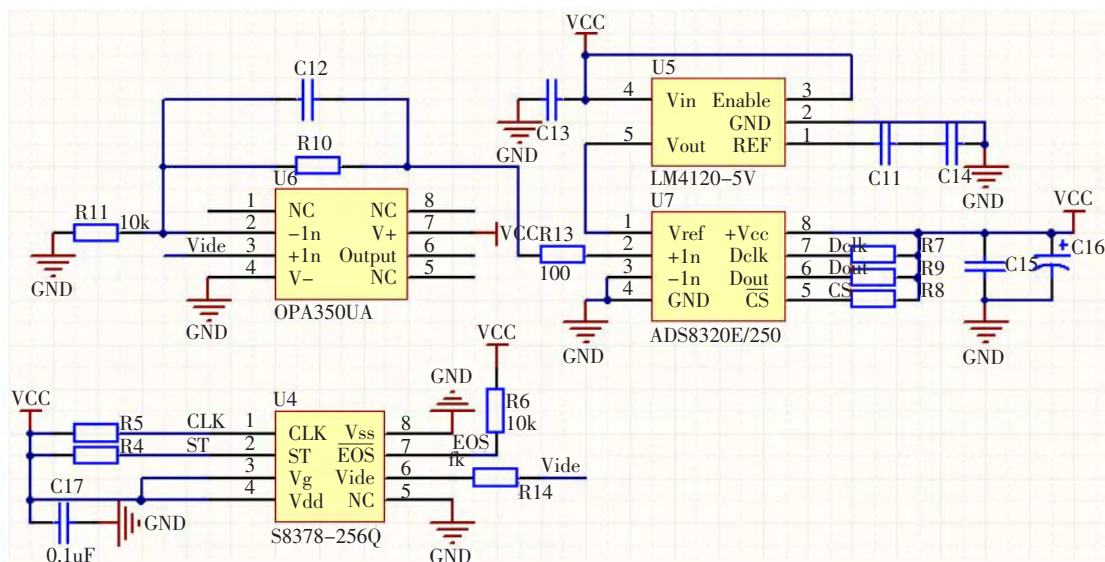 VCC
C12
U5
4 Vin Enable 3
GND 2
5 Vout REF 1
C13
GND
C11
C14
GND
LM4120-5V
R10
U6
1 NC NC 8
2 -1n V+ 7
3 +1n Output 6
4 V- NC 5
R11
10k
Vide
GND
GND
OPA350UA
VCC
R13
100
U7
1 Vref +Vcc 8
2 +1n Dclk 7
3 -1n Dout 6
4 GND CS 5
Dclk
Dout
CS
R7
R9
R8
VCC
C15
+
C16
GND
GND
ADS8320E/250
VCC
GND
R6
10k
VCC
R5
R4
CLK
ST
U4
1 CLK Vss 8
2 ST EOS 7
3 Vg Vide 6
4 Vdd NC 5
EOS
fk
Vide
R14
C17
GND
0.1uF
S8378-256Q
GND